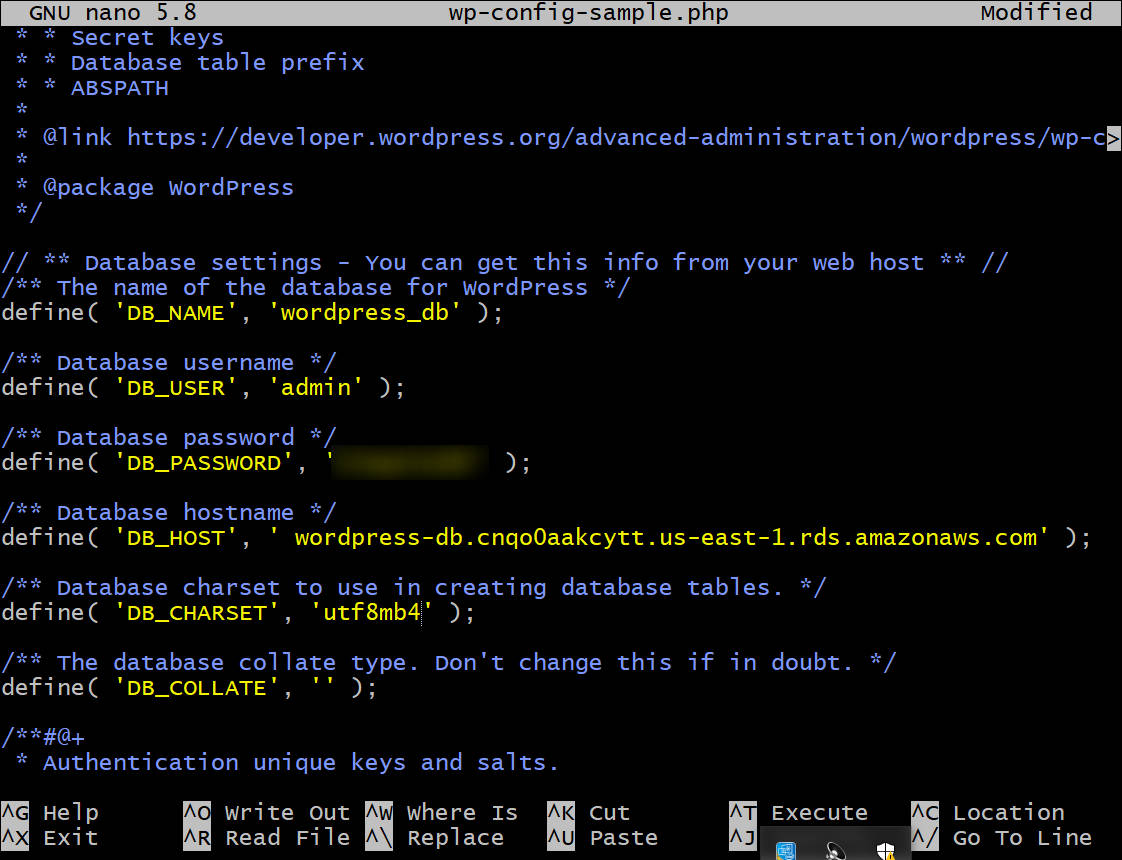 GNU nano 5.8 wp-config-sample.php Modified
* * Secret keys
* * Database table prefix
* * ABSPATH
*
* @link https://developer.wordpress.org/advanced-administration/wordpress/wp-c>
*
* @package WordPress
*/
// ** Database settings - You can get this info from your web host ** //
/** The name of the database for WordPress */
define( 'DB_NAME', 'wordpress_db' );
/** Database username */
define( 'DB_USER', 'admin' );
/** Database password */
define( 'DB_PASSWORD', ' );
/** Database hostname */
define( 'DB_HOST', ' wordpress-db.cnqo0aakcytt.us-east-1.rds.amazonaws.com' );
/** Database charset to use in creating database tables. */
define( 'DB_CHARSET', 'utf8mb4' );
/** The database collate type. Don't change this if in doubt. */
define( 'DB_COLLATE', '' );
/**#@+
* Authentication unique keys and salts.
^G Help ^O Write Out ^W Where Is ^K Cut ^T Execute ^C Location
^X Exit ^R Read File ^\ Replace ^U Paste ^J ^/ Go To Line